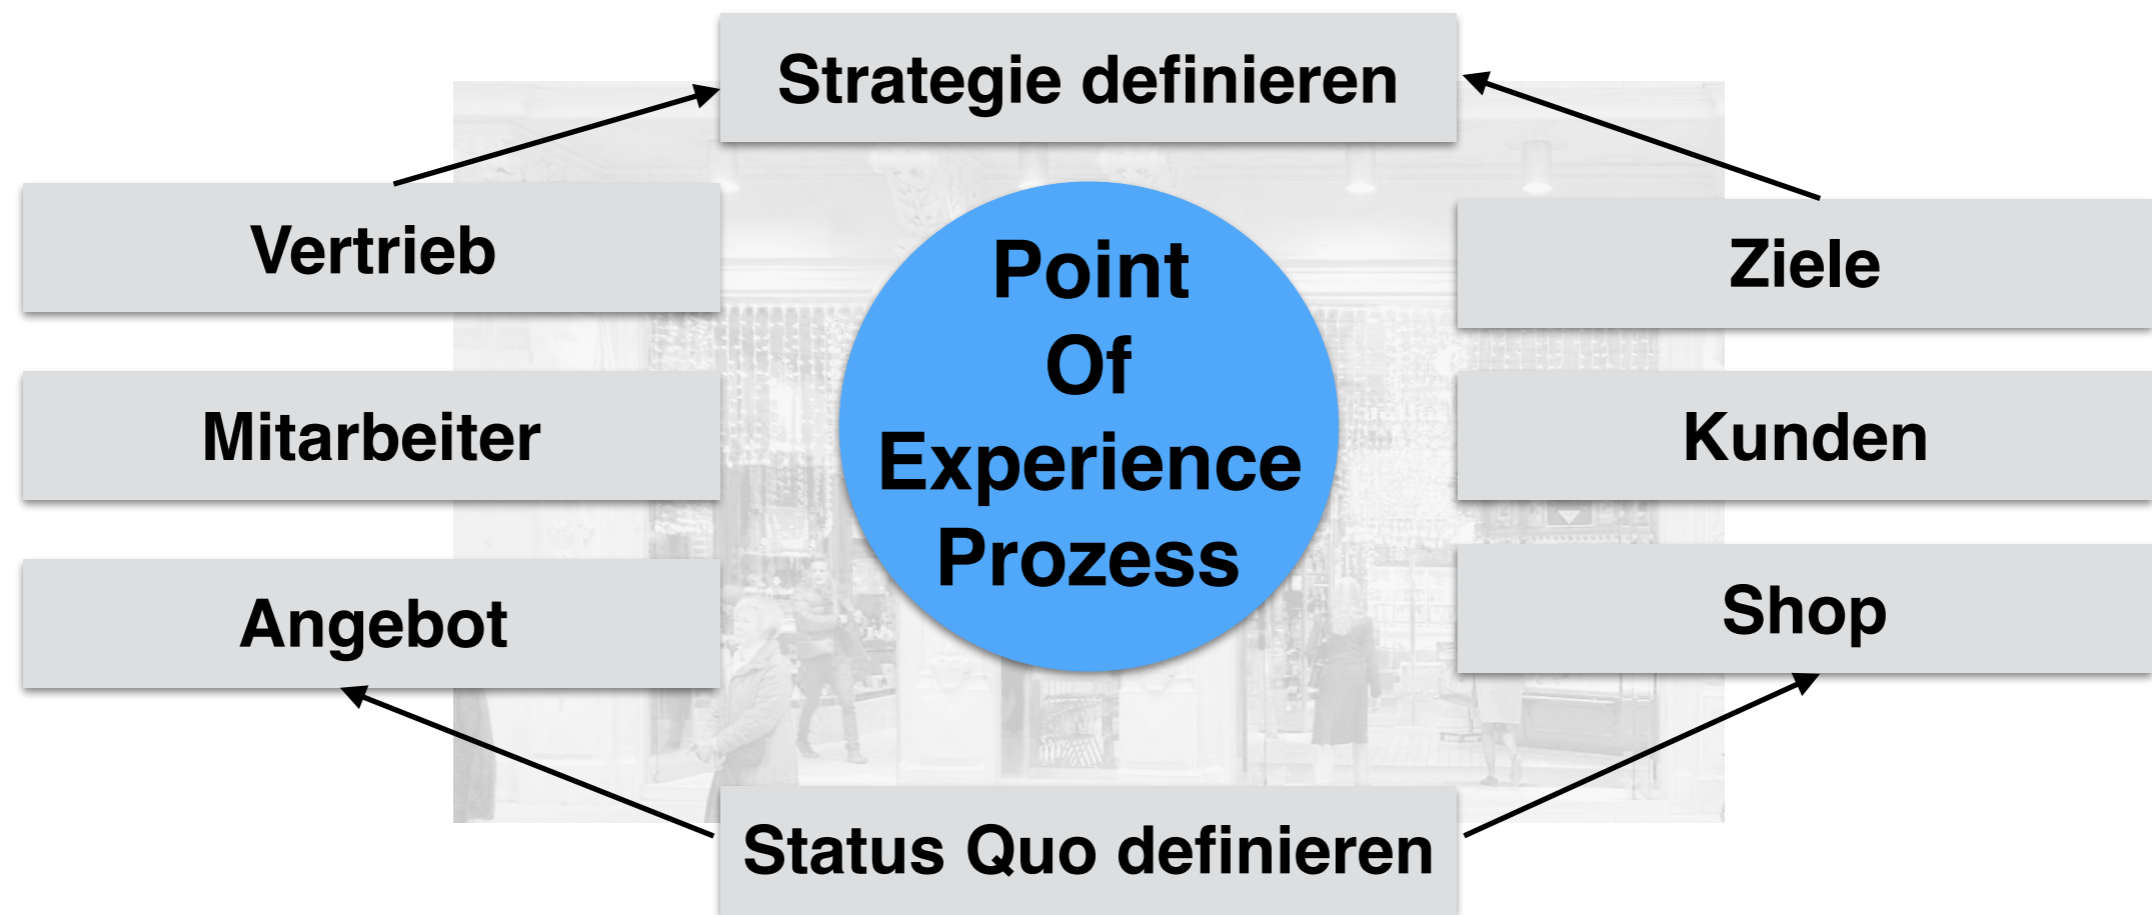 Strategie definieren
Vertrieb
Mitarbeiter
Angebot
Point
Of
Experience
Prozess
Ziele
Kunden
Shop
Status Quo definieren